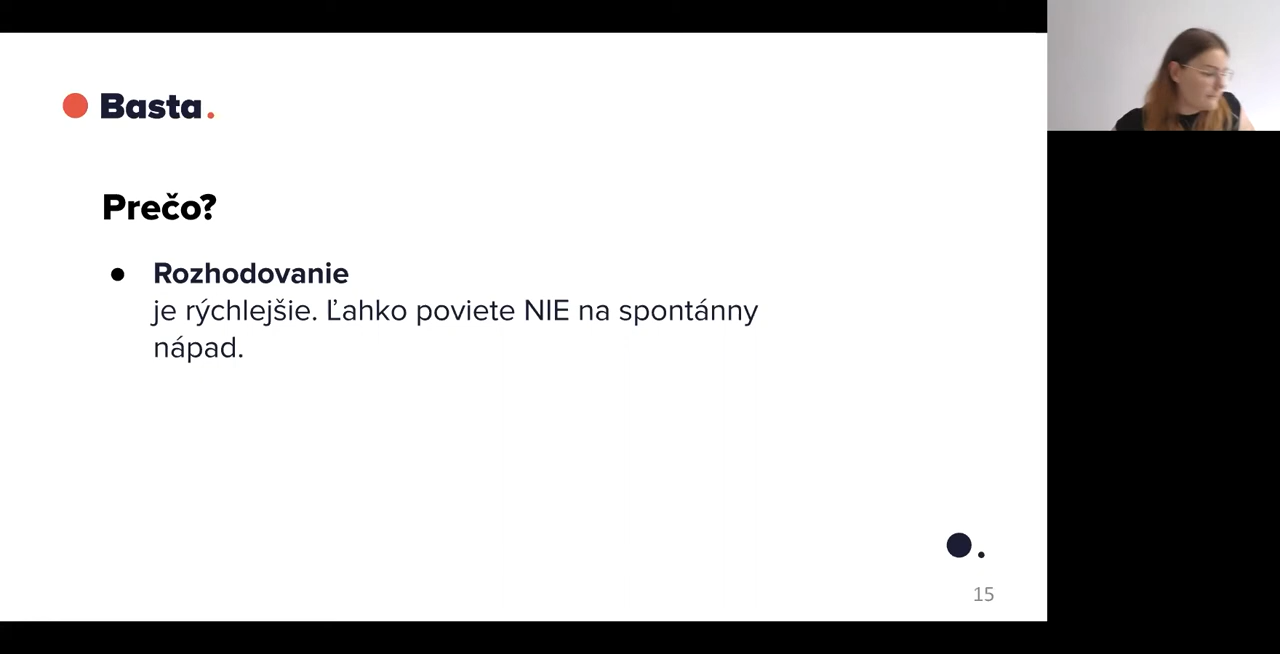 Basta.
Prečo?
● Rozhodovanie
je rýchlejšie. Ľahko poviete NIE na spontánny
nápad.
15